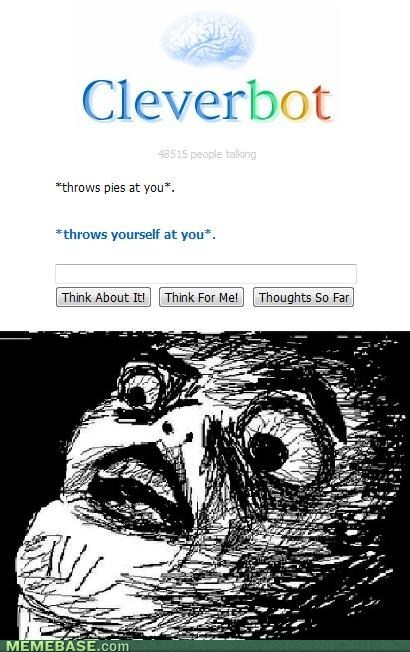 Cleverbot
48515 people talking
*throws pies at you*.
*throws yourself at you*.
Think About It! Think For Me! Thoughts So Far
MEMEBASE.com